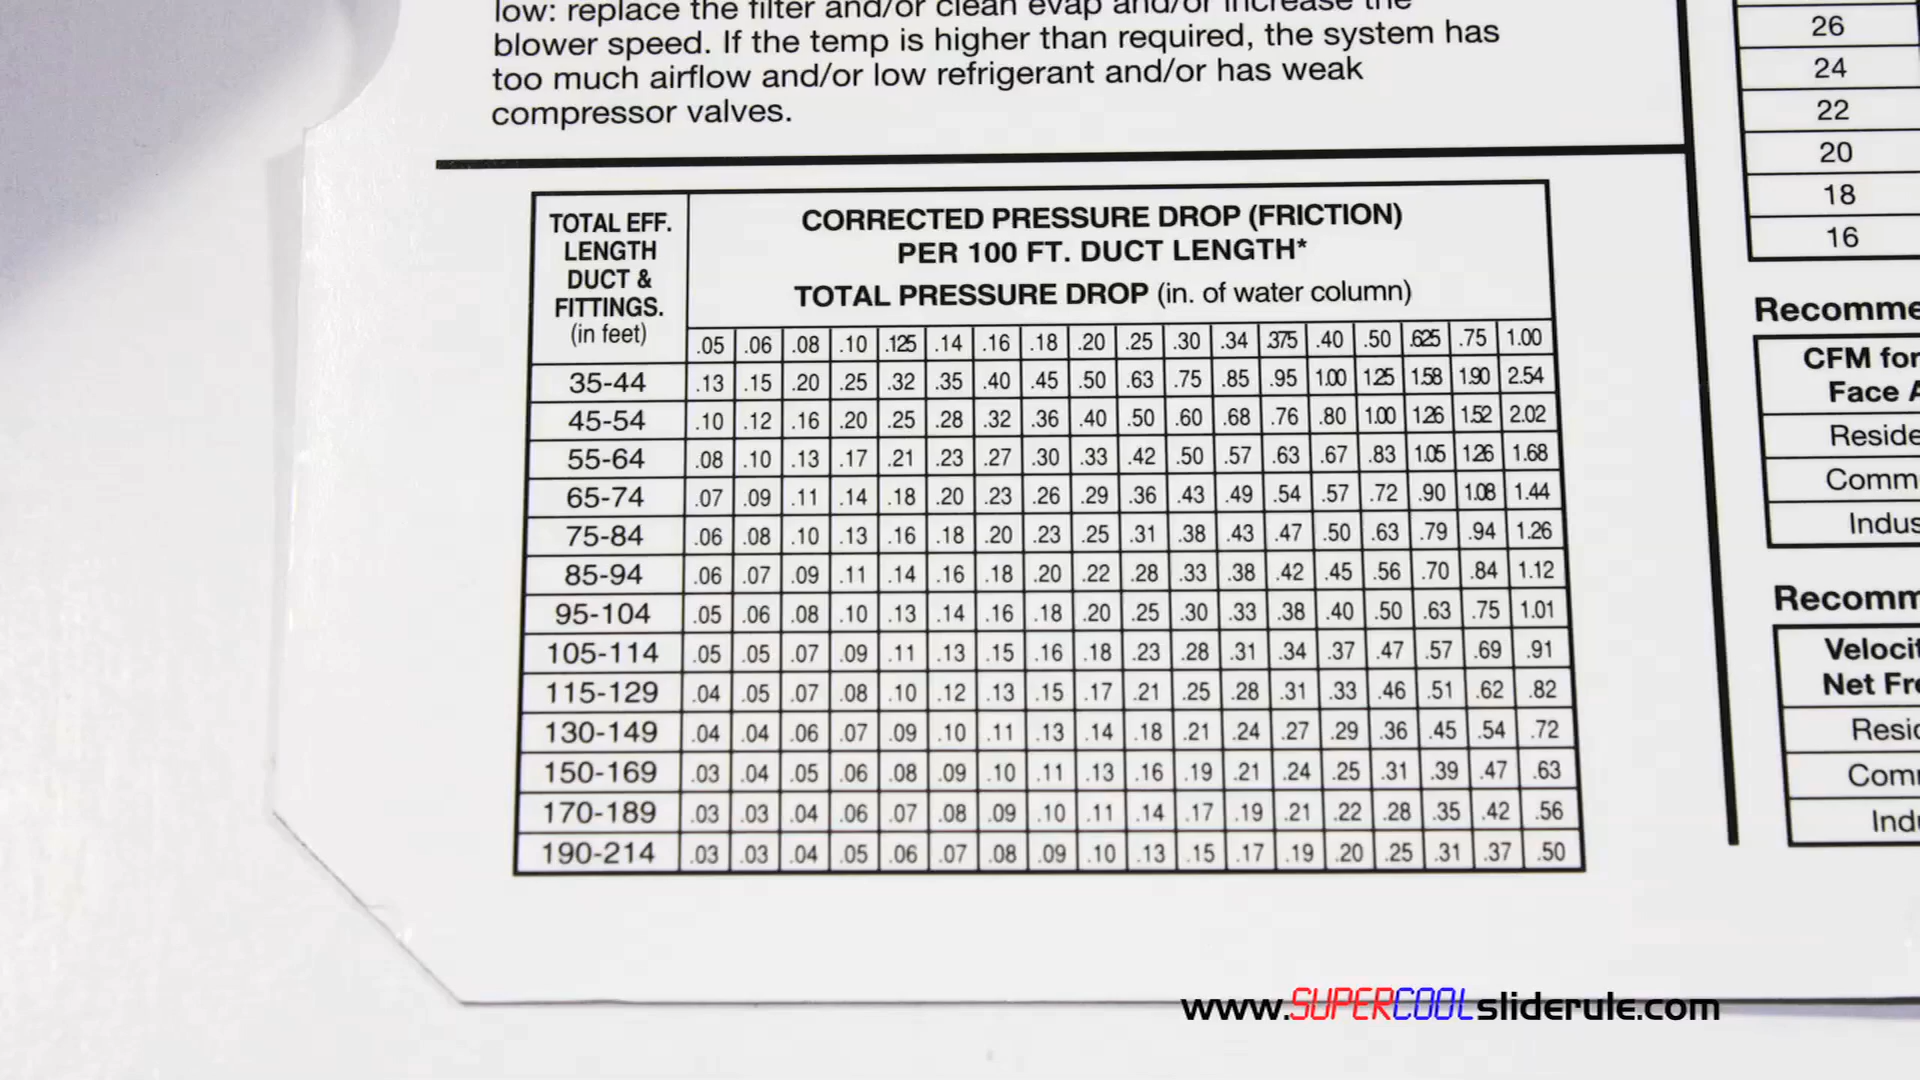 low: replace the filter and/or clean evap and/or increase the
blower speed. If the temp is higher than required, the system has
too much airflow and/or low refrigerant and/or has weak
compressor valves.
TOTAL EFF.
LENGTH
DUCT &
FITTINGS.
(in feet)
CORRECTED PRESSURE DROP (FRICTION)
PER 100 FT. DUCT LENGTH*
TOTAL PRESSURE DROP (in. of water column)
.05 .06 .08 .10 .125 .14 .16 .18 .20 .25 .30 .34 .375 .40 .50 .625 .75 1.00
35-44 .13 .15 .20 .25 .32 .35 .40 .45 .50 .63 .75 .85 .95 1.00 1.25 1.58 1.90 2.54
45-54 .10 .12 .16 .20 .25 .28 .32 .36 .40 .50 .60 .68 .76 .80 1.00 1.26 1.52 2.02
55-64 .08 .10 .13 .17 .21 .23 .27 .30 .33 .42 .50 .57 .63 .67 .83 1.05 1.26 1.68
65-74 .07 .09 .11 .14 .18 .20 .23 .26 .29 .36 .43 .49 .54 .57 .72 .90 1.08 1.44
75-84 .06 .08 .10 .13 .16 .18 .20 .23 .25 .31 .38 .43 .47 .50 .63 .79 .94 1.26
85-94 .06 .07 .09 .11 .14 .16 .18 .20 .22 .28 .33 .38 .42 .45 .56 .70 .84 1.12
95-104 .05 .06 .08 .10 .13 .14 .16 .18 .20 .25 .30 .33 .38 .40 .50 .63 .75 1.01
105-114 .05 .05 .07 .09 .11 .13 .15 .16 .18 .23 .28 .31 .34 .37 .47 .57 .69 .91
115-129 .04 .05 .07 .08 .10 .12 .13 .15 .17 .21 .25 .28 .31 .33 .46 .51 .62 .82
130-149 .04 .04 .06 .07 .09 .10 .11 .13 .14 .18 .21 .24 .27 .29 .36 .45 .54 .72
150-169 .03 .04 .05 .06 .08 .09 .10 .11 .13 .16 .19 .21 .24 .25 .31 .39 .47 .63
170-189 .03 .03 .04 .06 .07 .08 .09 .10 .11 .14 .17 .19 .21 .22 .28 .35 .42 .56
190-214 .03 .03 .04 .05 .06 .07 .08 .09 .10 .13 .15 .17 .19 .20 .25 .31 .37 .50
26
24
22
20
18
16
Recomme
CFM for
Face A
Reside
Comm
Indus
Recomm
Velocit
Net Fre
Resid
Comm
Indu
www.SUPERCOOLsliderule.com